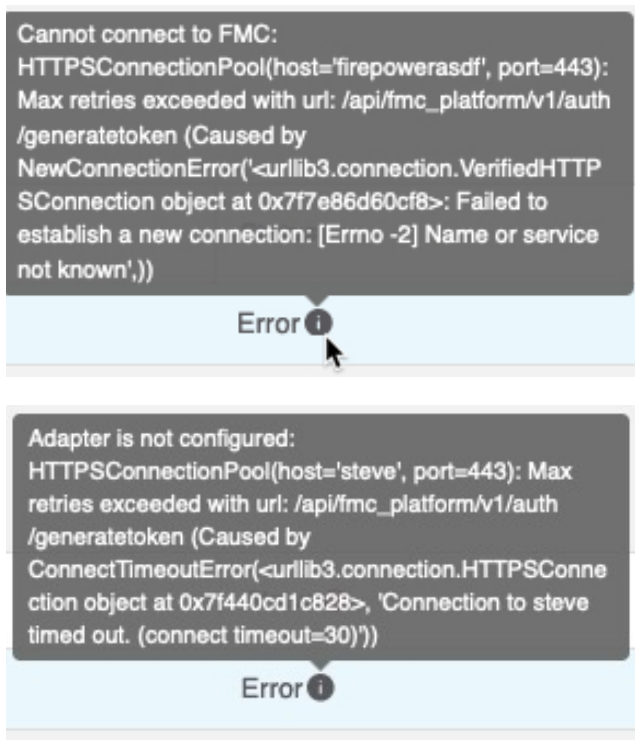 Cannot connect to FMC:
HTTPSConnectionPool(host='firepowerasdf', port=443):
Max retries exceeded with url: /api/fmc_platform/v1/auth
/generatetoken (Caused by
NewConnectionError('<urllib3.connection.VerifiedHTTP
SConnection object at 0x7f7e86d60cf8>: Failed to
establish a new connection: [Errno -2] Name or service
not known',))
Error
Adapter is not configured:
HTTPSConnectionPool(host='steve', port=443): Max
retries exceeded with url: /api/fmc_platform/v1/auth
/generatetoken (Caused by
ConnectTimeoutError(<urllib3.connection.HTTPSConne
ction object at 0x7f440cd1c828>, 'Connection to steve
timed out. (connect timeout=30)'))
Error